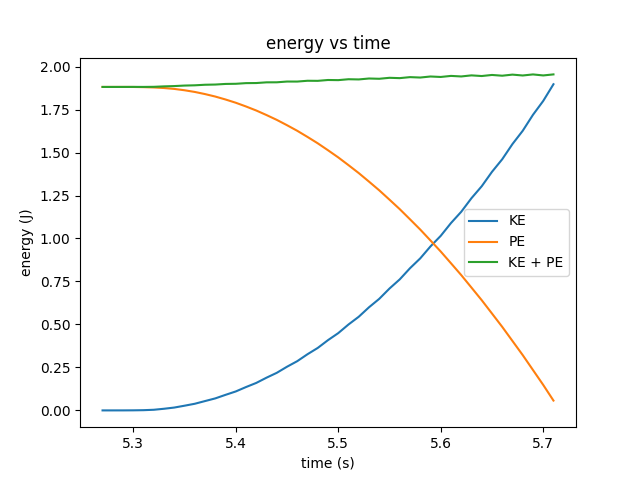 energy vs time
2.00
1.75
1.50
1.25
1.00
0.75
0.50
0.25
0.00
energy (J)
KE
PE
KE + PE
5.3 5.4 5.5 5.6 5.7
time (s)